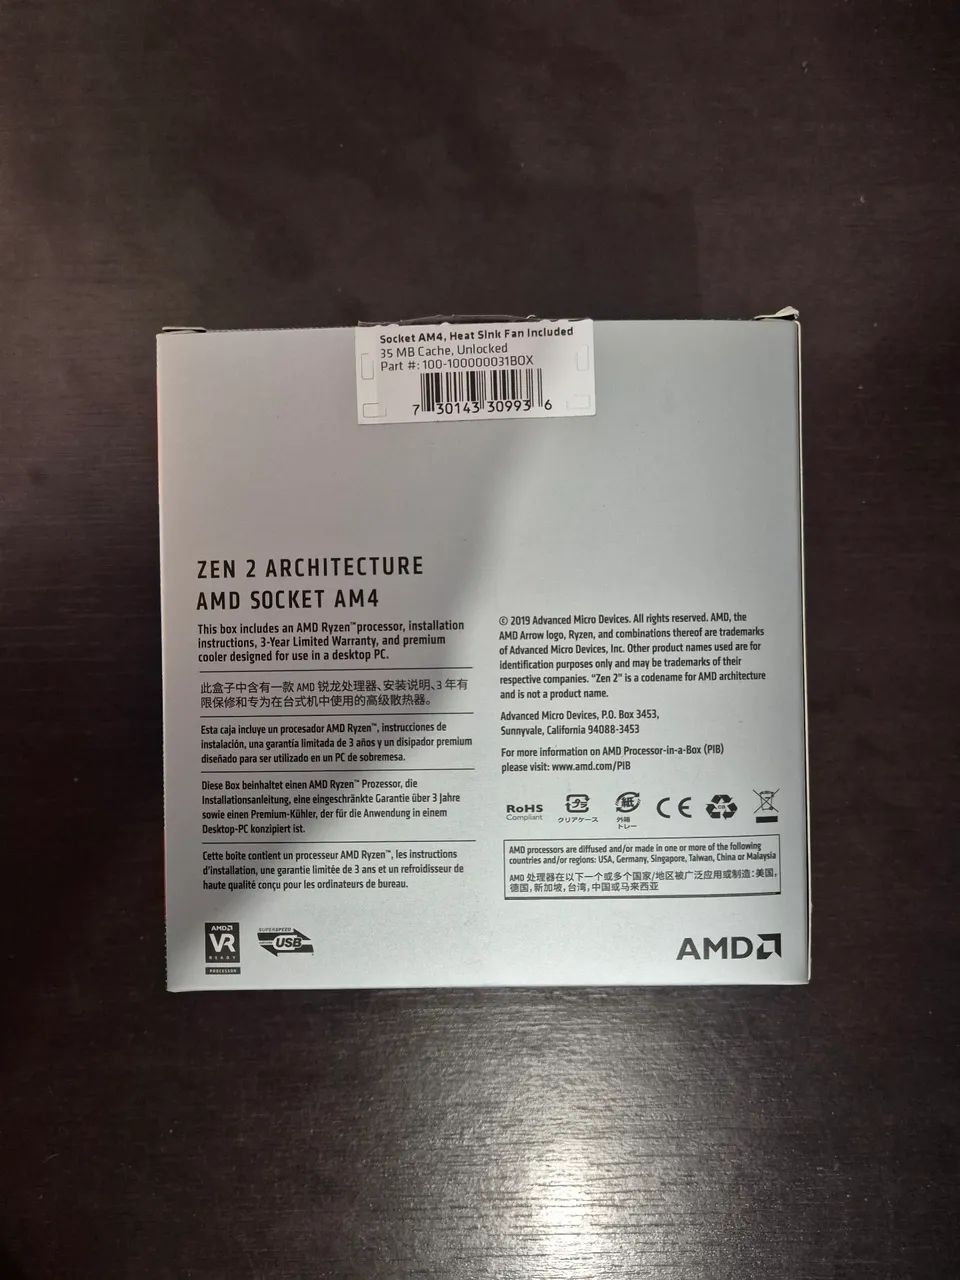 Socket AM4, Heat Sink Fan Included
35 MB Cache, Unlocked
Part #: 100-100000031BOX
7 30143 30993 6
ZEN 2 ARCHITECTURE
AMD SOCKET AM4
This box includes an AMD Ryzen™ processor, installation
instructions, 3-Year Limited Warranty, and premium
cooler designed for use in a desktop PC.
此盒子中含有一款 AMD 锐龙处理器、安装说明、3 年有
限保修和专为在台式机中使用的高级散热器。
Esta caja incluye un procesador AMD Ryzen™, instrucciones de
instalación, una garantía limitada de 3 años y un disipador premium
diseñado para ser utilizado en un PC de sobremesa.
Diese Box beinhaltet einen AMD Ryzen™ Prozessor, die
Installationsanleitung, eine eingeschränkte Garantie über 3 Jahre
sowie einen Premium-Kühler, der für die Anwendung in einem
Desktop-PC konzipiert ist.
Cette boîte contient un processeur AMD Ryzen™, les instructions
d'installation, une garantie limitée de 3 ans et un refroidisseur de
haute qualité conçu pour les ordinateurs de bureau.
AMD
VR
READY
PROCESSOR
SUPERSPEED
USB
© 2019 Advanced Micro Devices. All rights reserved. AMD, the
AMD Arrow logo, Ryzen, and combinations thereof are trademarks
of Advanced Micro Devices, Inc. Other product names used are for
identification purposes only and may be trademarks of their
respective companies. “Zen 2” is a codename for AMD architecture
and is not a product name.
Advanced Micro Devices, P.O. Box 3453,
Sunnyvale, California 94088-3453
For more information on AMD Processor-in-a-Box (PIB)
please visit: www.amd.com/PIB
RoHS
Compliant
プラ
クリアケース
紙
外箱
トレー
CE
AMD processors are diffused and/or made in one or more of the following
countries and/or regions: USA, Germany, Singapore, Taiwan, China or Malaysia
AMD 处理器在以下一个或多个国家/地区被广泛应用或制造：美国，
德国，新加坡，台湾，中国或马来西亚
AMD